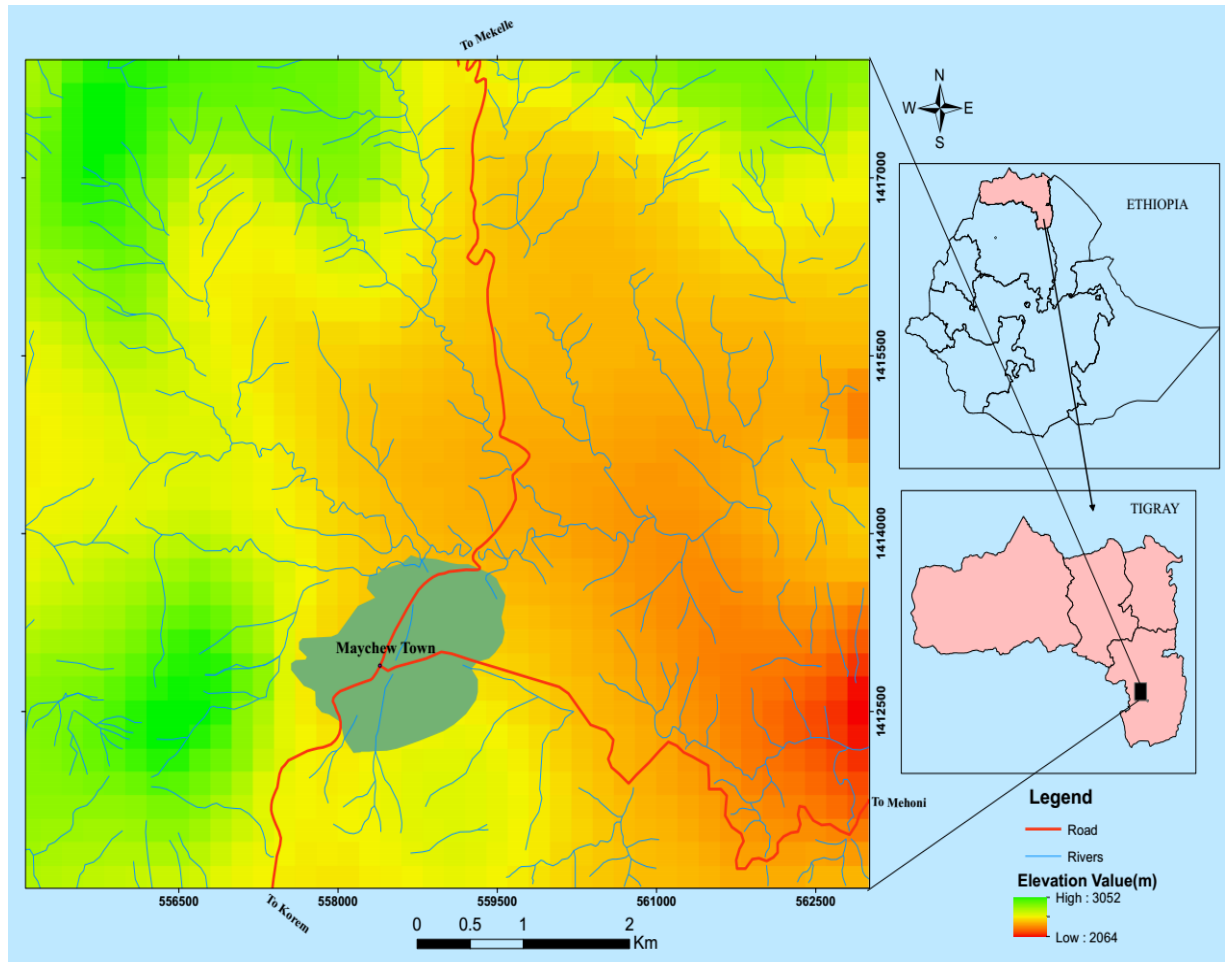 To Mekelle
N
W E
S
1417000
ETHIOPIA
1415500
TIGRAY
1414000
Maychew Town
1412500
To Mehoni
Legend
Road
Rivers
Elevation Value(m)
High : 3052
Low : 2064
556500 558000 559500 561000 562500
To Korem
0 0.5 1 2
Km